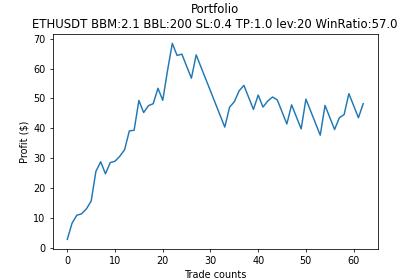 Portfolio
ETHUSDT BBM:2.1 BBL:200 SL:0.4 TP:1.0 lev:20 WinRatio:57.0
70
60
50
40
30
20
10
0
Profit ($)
0 10 20 30 40 50 60
Trade counts